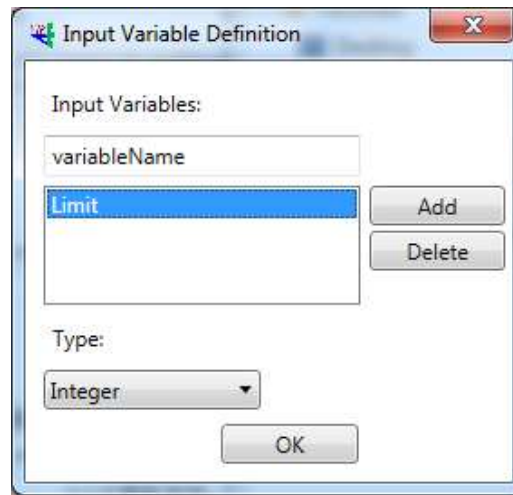 Input Variable Definition
Input Variables:
variableName
Limit
Add
Delete
Type:
Integer
OK